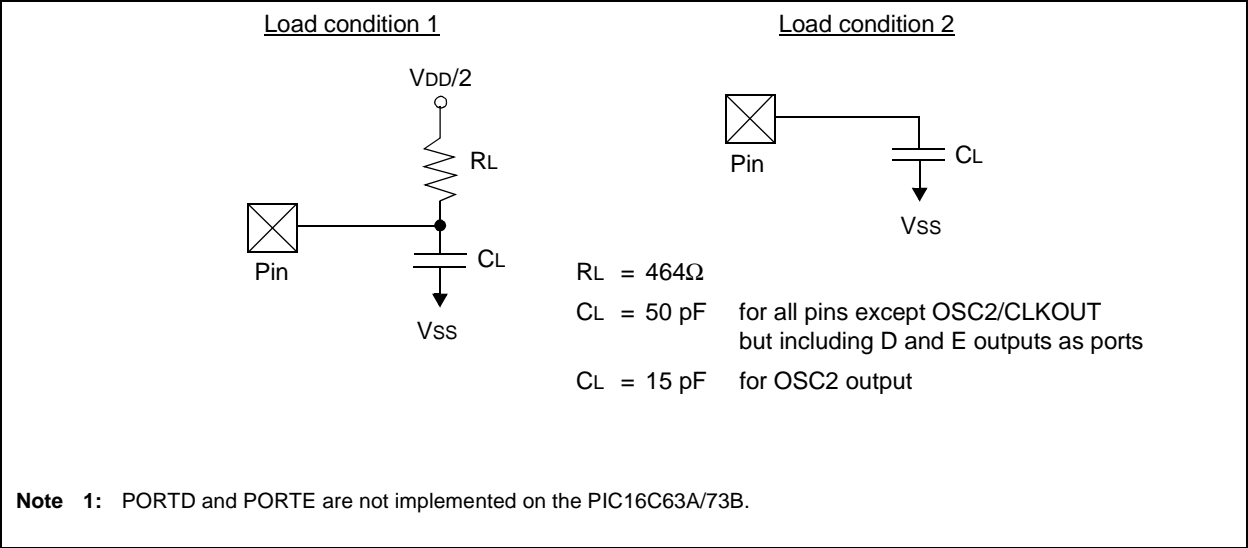 Load condition 1
VDD/2
RL
Pin
CL
VSS
Load condition 2
Pin
CL
VSS
RL = 464Ω
CL = 50 pF for all pins except OSC2/CLKOUT
but including D and E outputs as ports
CL = 15 pF for OSC2 output
Note 1: PORTD and PORTE are not implemented on the PIC16C63A/73B.